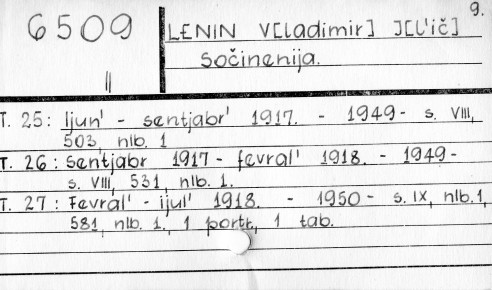 9.
6509
LENIN V[ladimir] J[l'ič]
Sočinenija.
II
T. 25: Ijun' - sentjabr' 1917. - 1949 - s. VIII,
503, nlb. 1
T. 26: Sentjabr 1917 - fevral' 1918. - 1949 -
s. VIII, 531, nlb. 1.
T. 27: Fevral' - ijul' 1918. - 1950 - s. IX, nlb. 1,
581, nlb. 1., 1 portr., 1 tab.